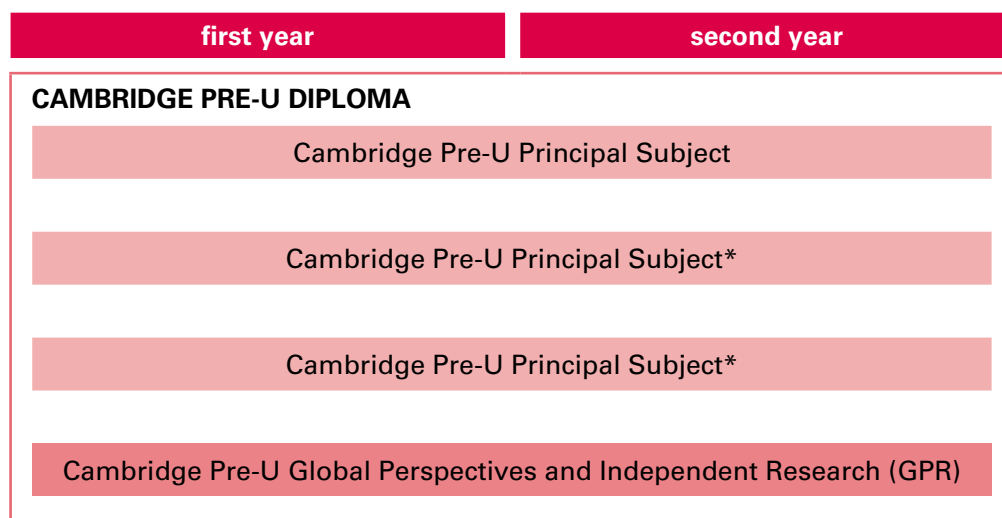 first year
second year
CAMBRIDGE PRE-U DIPLOMA
Cambridge Pre-U Principal Subject
Cambridge Pre-U Principal Subject*
Cambridge Pre-U Principal Subject*
Cambridge Pre-U Global Perspectives and Independent Research (GPR)